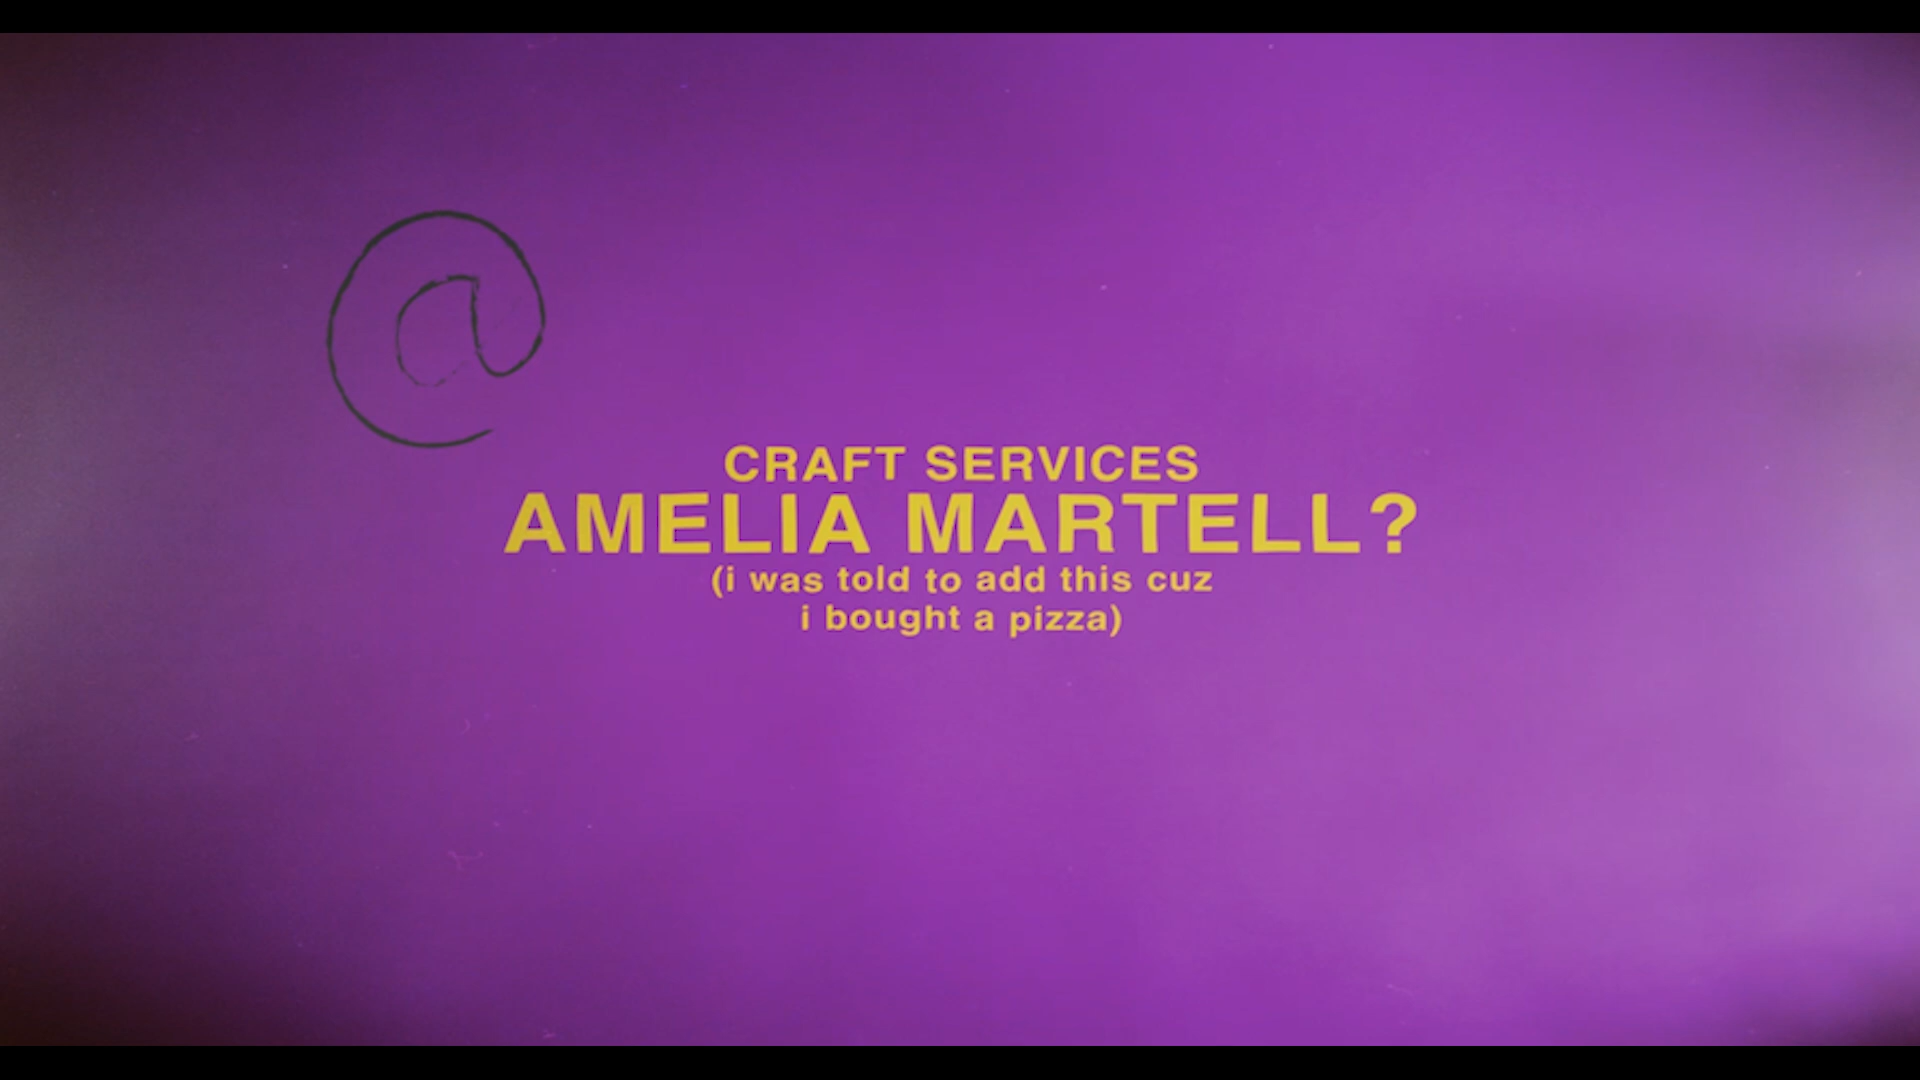 @
CRAFT SERVICES
AMELIA MARTELL?
(i was told to add this cuz
i bought a pizza)